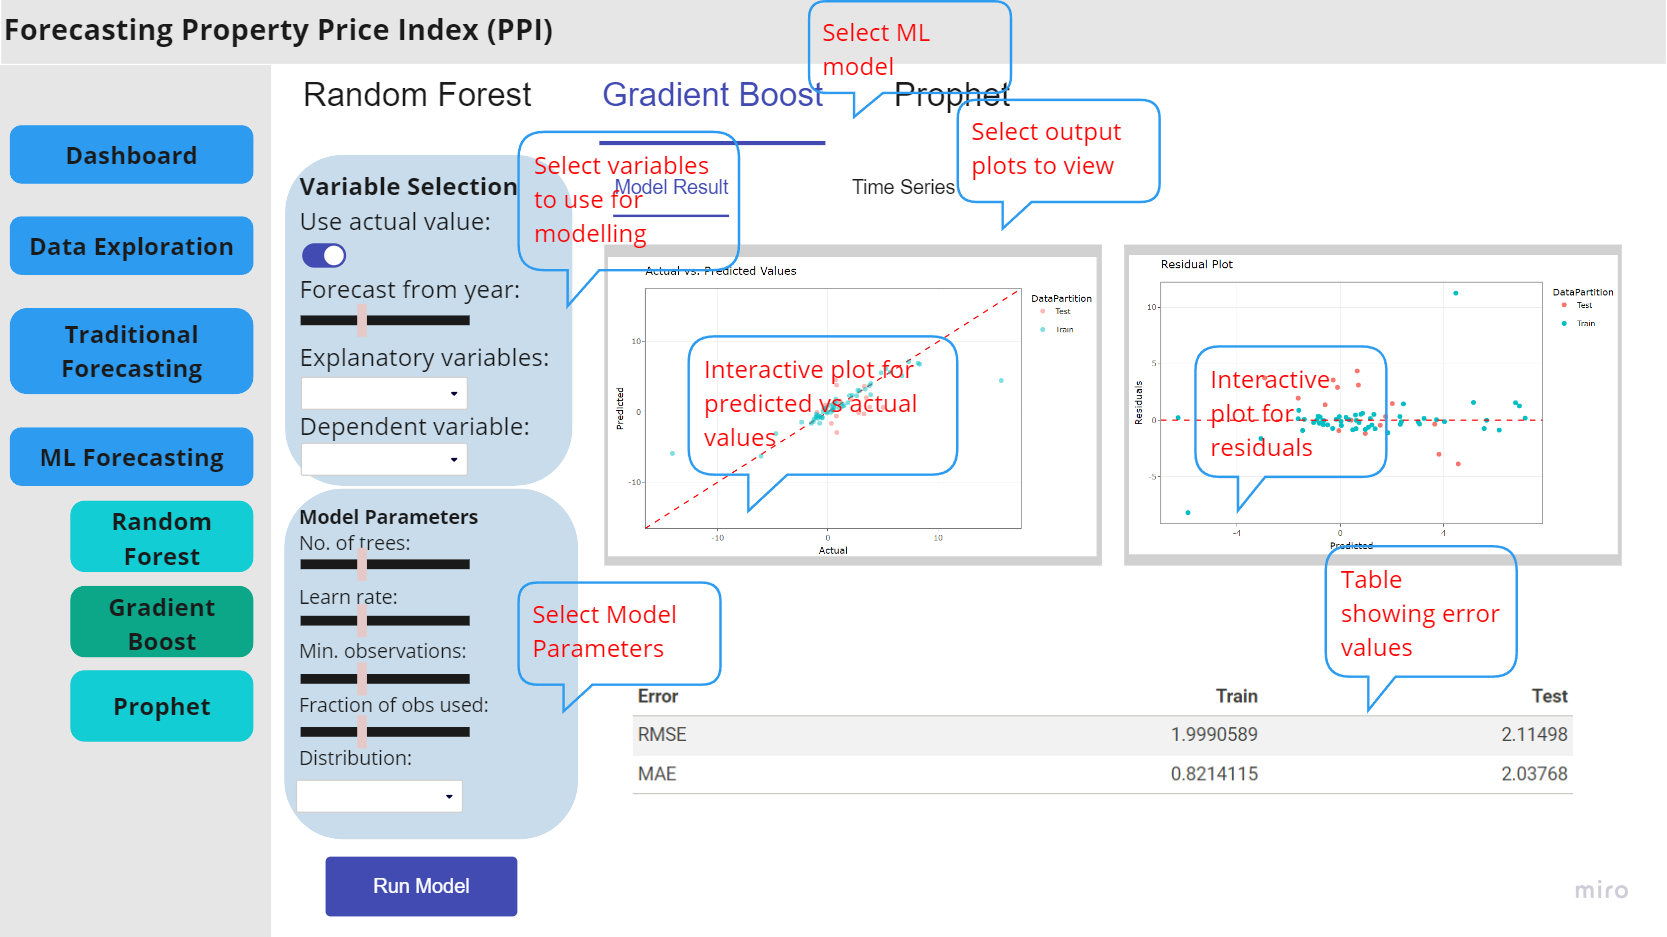 Forecasting Property Price Index (PPI)
Select ML
model
Random Forest
Gradient Boost
Prophet
Select output
plots to view
Dashboard
Data Exploration
Traditional
Forecasting
ML Forecasting
Random
Forest
Gradient
Boost
Prophet
Variable Selection
Use actual value:
Forecast from year:
Explanatory variables:
Dependent variable:
Select variables
to use for
modelling
Model Result
Time Series
Model Parameters
No. of trees:
Learn rate:
Min. observations:
Fraction of obs used:
Distribution:
Select Model
Parameters
Run Model
Actual vs. Predicted Values
DataPartition
Test
Train
Predicted
10
0
-10
-10
0
10
Actual
Interactive plot for
predicted vs actual
values
Residual Plot
DataPartition
Test
Train
Residuals
10
5
0
-5
-4
0
4
Predicted
Interactive
plot for
residuals
Table
showing error
values
Error Train Test
RMSE 1.9990589 2.11498
MAE 0.8214115 2.03768
miro